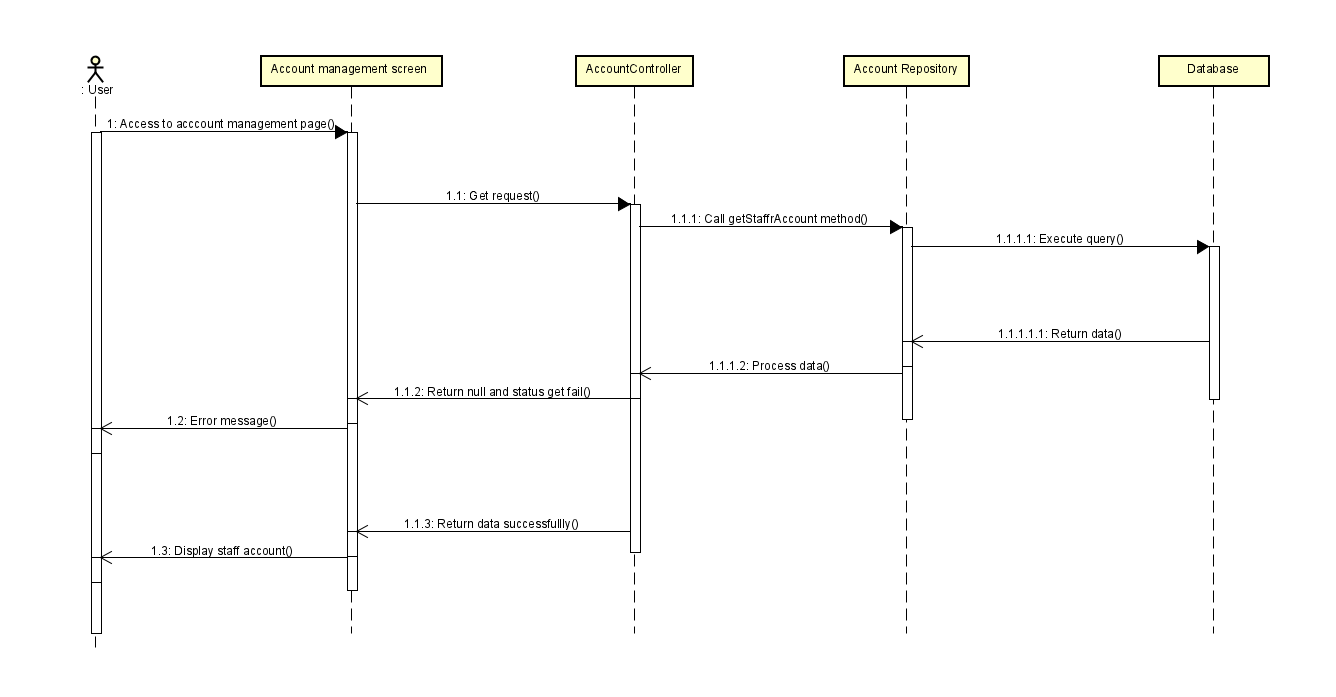 : User
Account management screen
AccountController
Account Repository
Database
1: Access to acccount management page()
1.1: Get request()
1.1.1: Call getStaffrAccount method()
1.1.1.1: Execute query()
1.1.1.1.1: Return data()
1.1.1.2: Process data()
1.1.2: Return null and status get fail()
1.2: Error message()
1.1.3: Return data successfullly()
1.3: Display staff account()